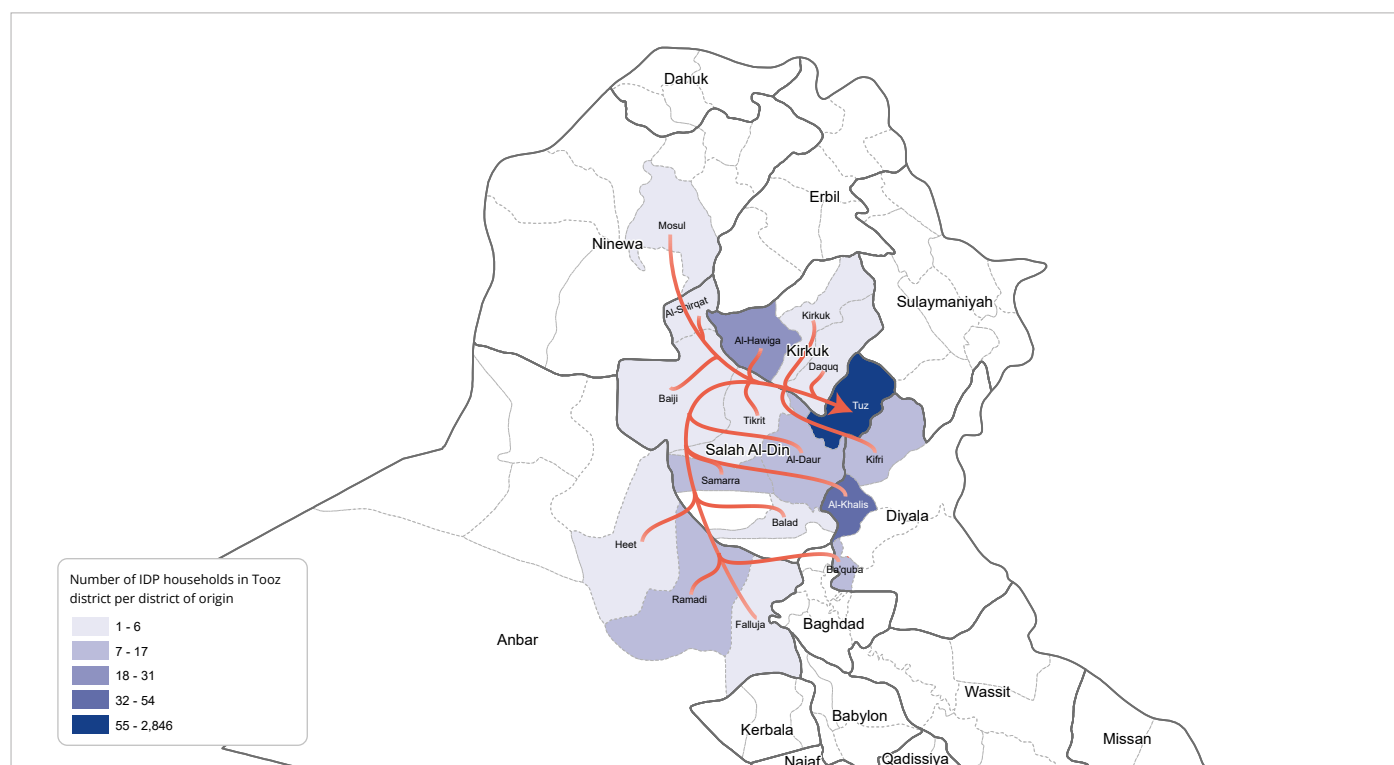 Dahuk
Erbil
Mosul
Ninewa
Sulaymaniyah
Al-Shirqat
Kirkuk
Al-Hawiga
Kirkuk
Daquq
Baiji
Tuz
Tikrit
Salah Al-Din
Al-Daur
Kifri
Samarra
Al-Khalis
Diyala
Balad
Heet
Ba'quba
Ramadi
Falluja
Baghdad
Anbar
Wassit
Babylon
Kerbala
Missan
Najaf
Qadissiya
Number of IDP households in Tooz
district per district of origin
1 - 6
7 - 17
18 - 31
32 - 54
55 - 2,846